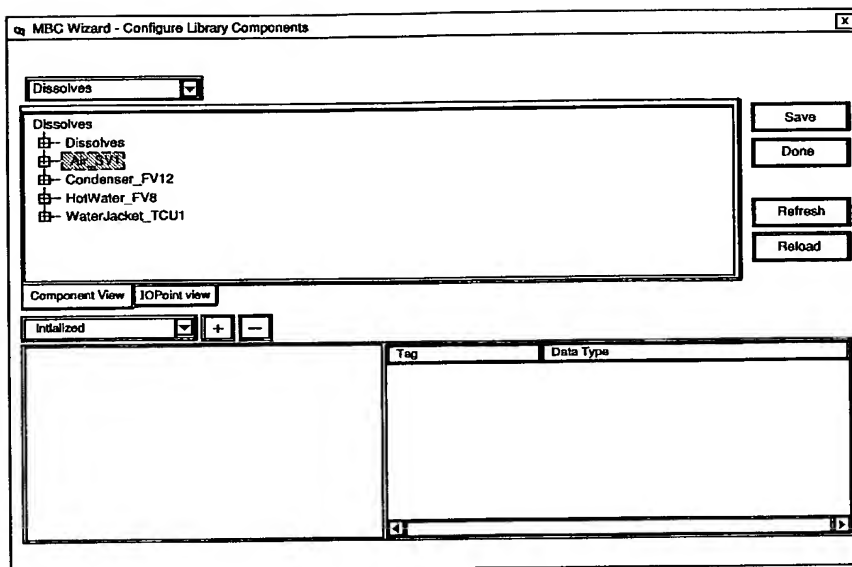 MBC Wizard - Configure Library Components
Dissolves
Dissolves
Dissolves
Air_SV1
Condenser_FV12
HotWater_FV8
WaterJacket_TCU1
Save
Done
Refresh
Reload
Component View
IOPoint view
Intialized
+
—
Tag
Data Type